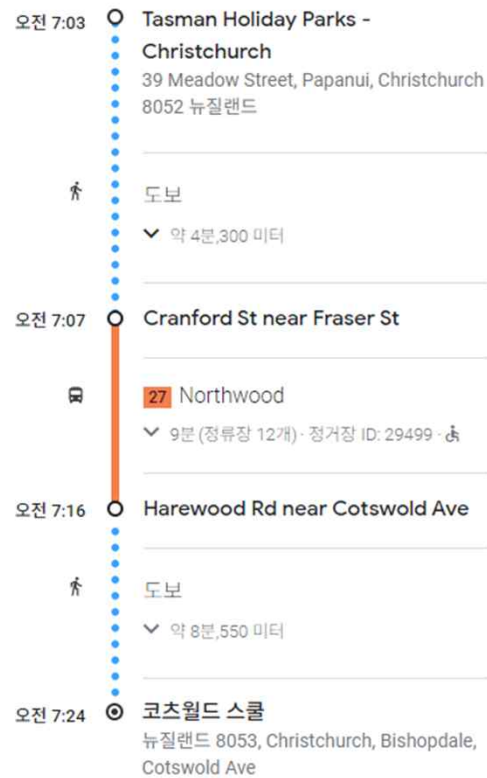 오전 7:03 Tasman Holiday Parks -
Christchurch
39 Meadow Street, Papanui, Christchurch
8052 뉴질랜드
도보
약 4분,300 미터
오전 7:07 Cranford St near Fraser St
27 Northwood
9분 (정류장 12개) · 정거장 ID: 29499 ·
오전 7:16 Harewood Rd near Cotswold Ave
도보
약 8분,550 미터
오전 7:24 코츠월드 스쿨
뉴질랜드 8053, Christchurch, Bishopdale,
Cotswold Ave